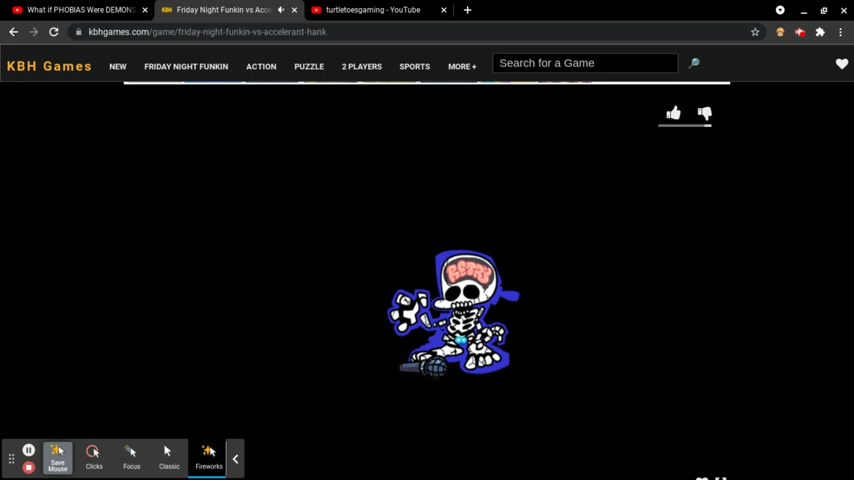 What if PHOBIAS Were DEMONS
Friday Night Funkin vs Acce
turtletoesgaming - YouTube
kbhgames.com/game/friday-night-funkin-vs-accelerant-hank
KBH Games
NEW
FRIDAY NIGHT FUNKIN
ACTION
PUZZLE
2 PLAYERS
SPORTS
MORE +
Search for a Game
RETRY
Save
Mouse
Clicks
Focus
Classic
Fireworks